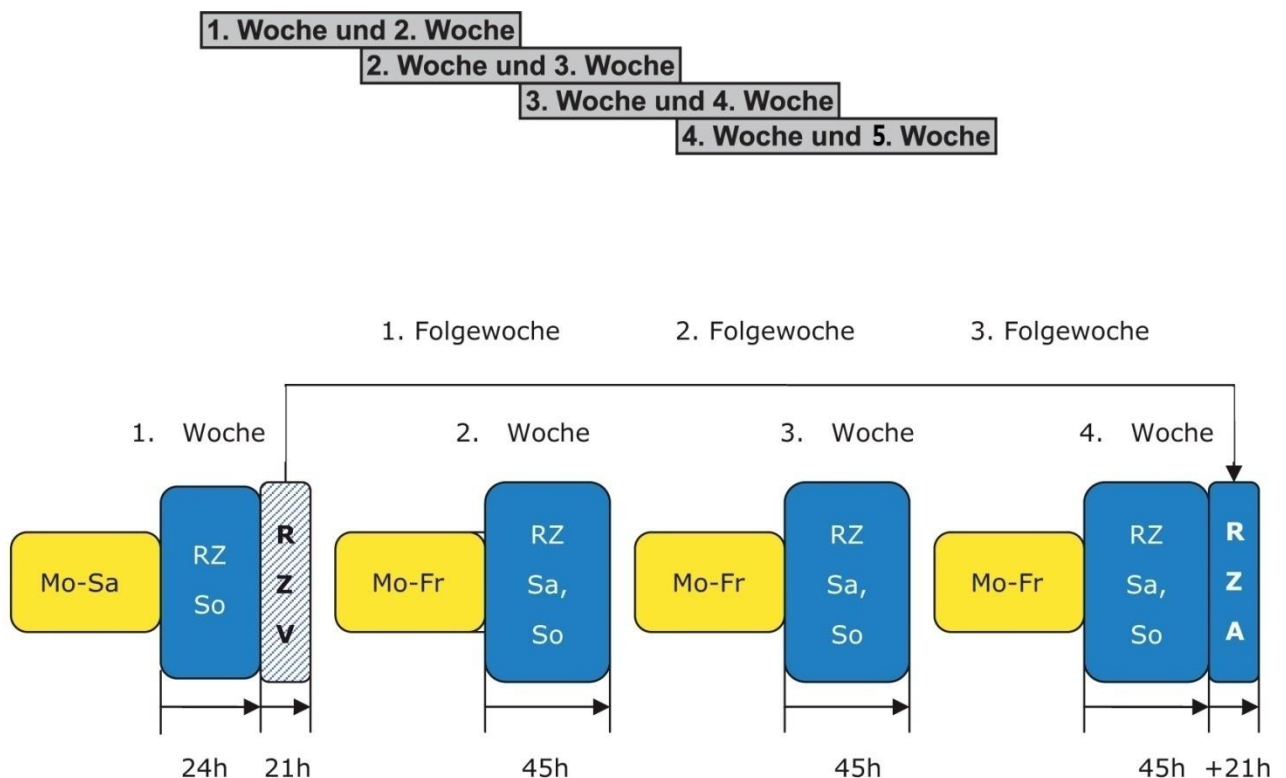 1. Woche und 2. Woche
2. Woche und 3. Woche
3. Woche und 4. Woche
4. Woche und 5. Woche
1. Folgewoche 2. Folgewoche 3. Folgewoche
1. Woche 2. Woche 3. Woche 4. Woche
Mo-Sa
RZ
So
R
Z
V
Mo-Fr
RZ
Sa,
So
Mo-Fr
RZ
Sa,
So
Mo-Fr
RZ
Sa,
So
R
Z
A
24h 21h 45h 45h 45h +21h